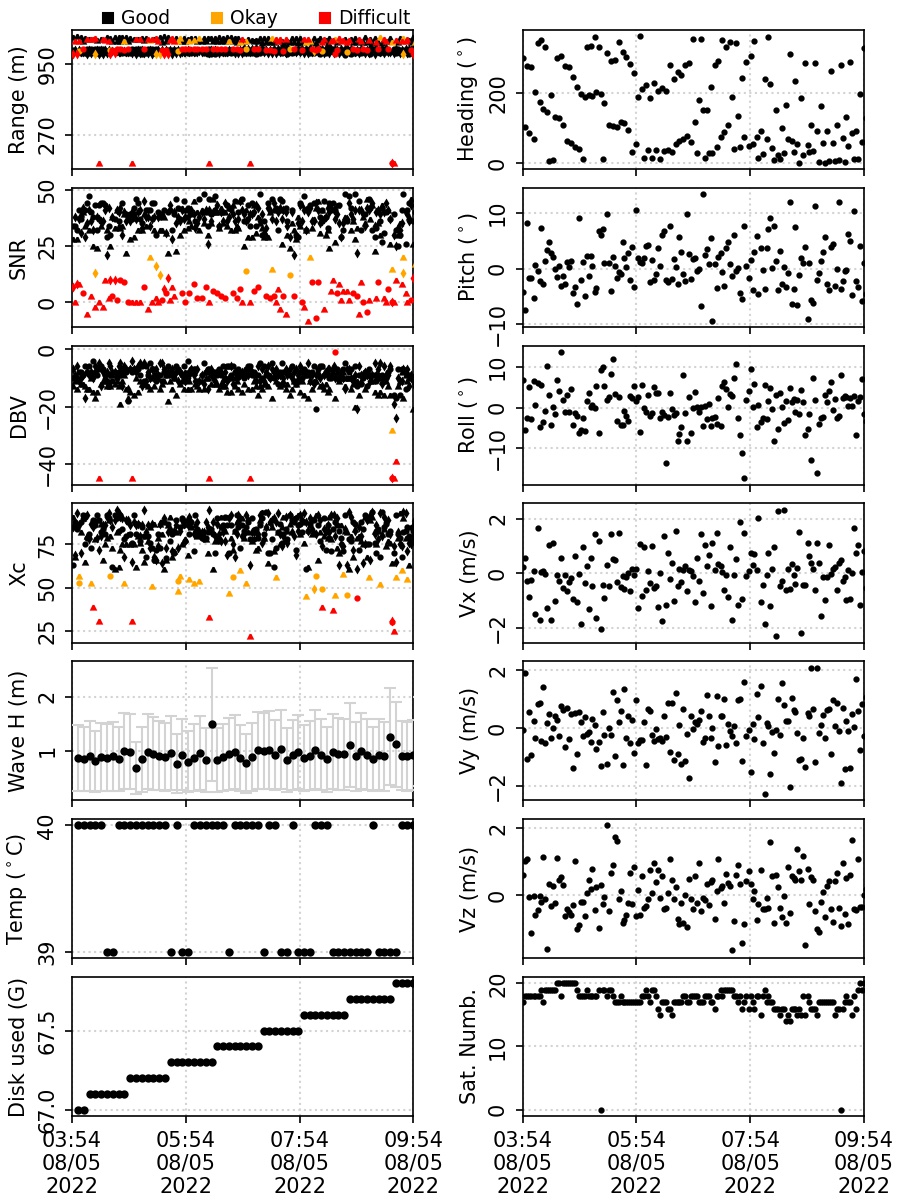 Good Okay Difficult
Range (m)
950
270
Heading (°)
200
0
SNR
50
25
0
Pitch (°)
10
0
−10
DBV
0
−20
−40
Roll (°)
10
0
−10
Xc
75
50
25
Vx (m/s)
2
0
−2
Wave H (m)
2
1
Vy (m/s)
2
0
−2
Temp (°C)
40
39
Vz (m/s)
2
0
Disk used (G)
67.5
67.0
Sat. Numb.
20
10
0
03:54 05:54 07:54 09:54
08/05 08/05 08/05 08/05
2022 2022 2022 2022
03:54 05:54 07:54 09:54
08/05 08/05 08/05 08/05
2022 2022 2022 2022